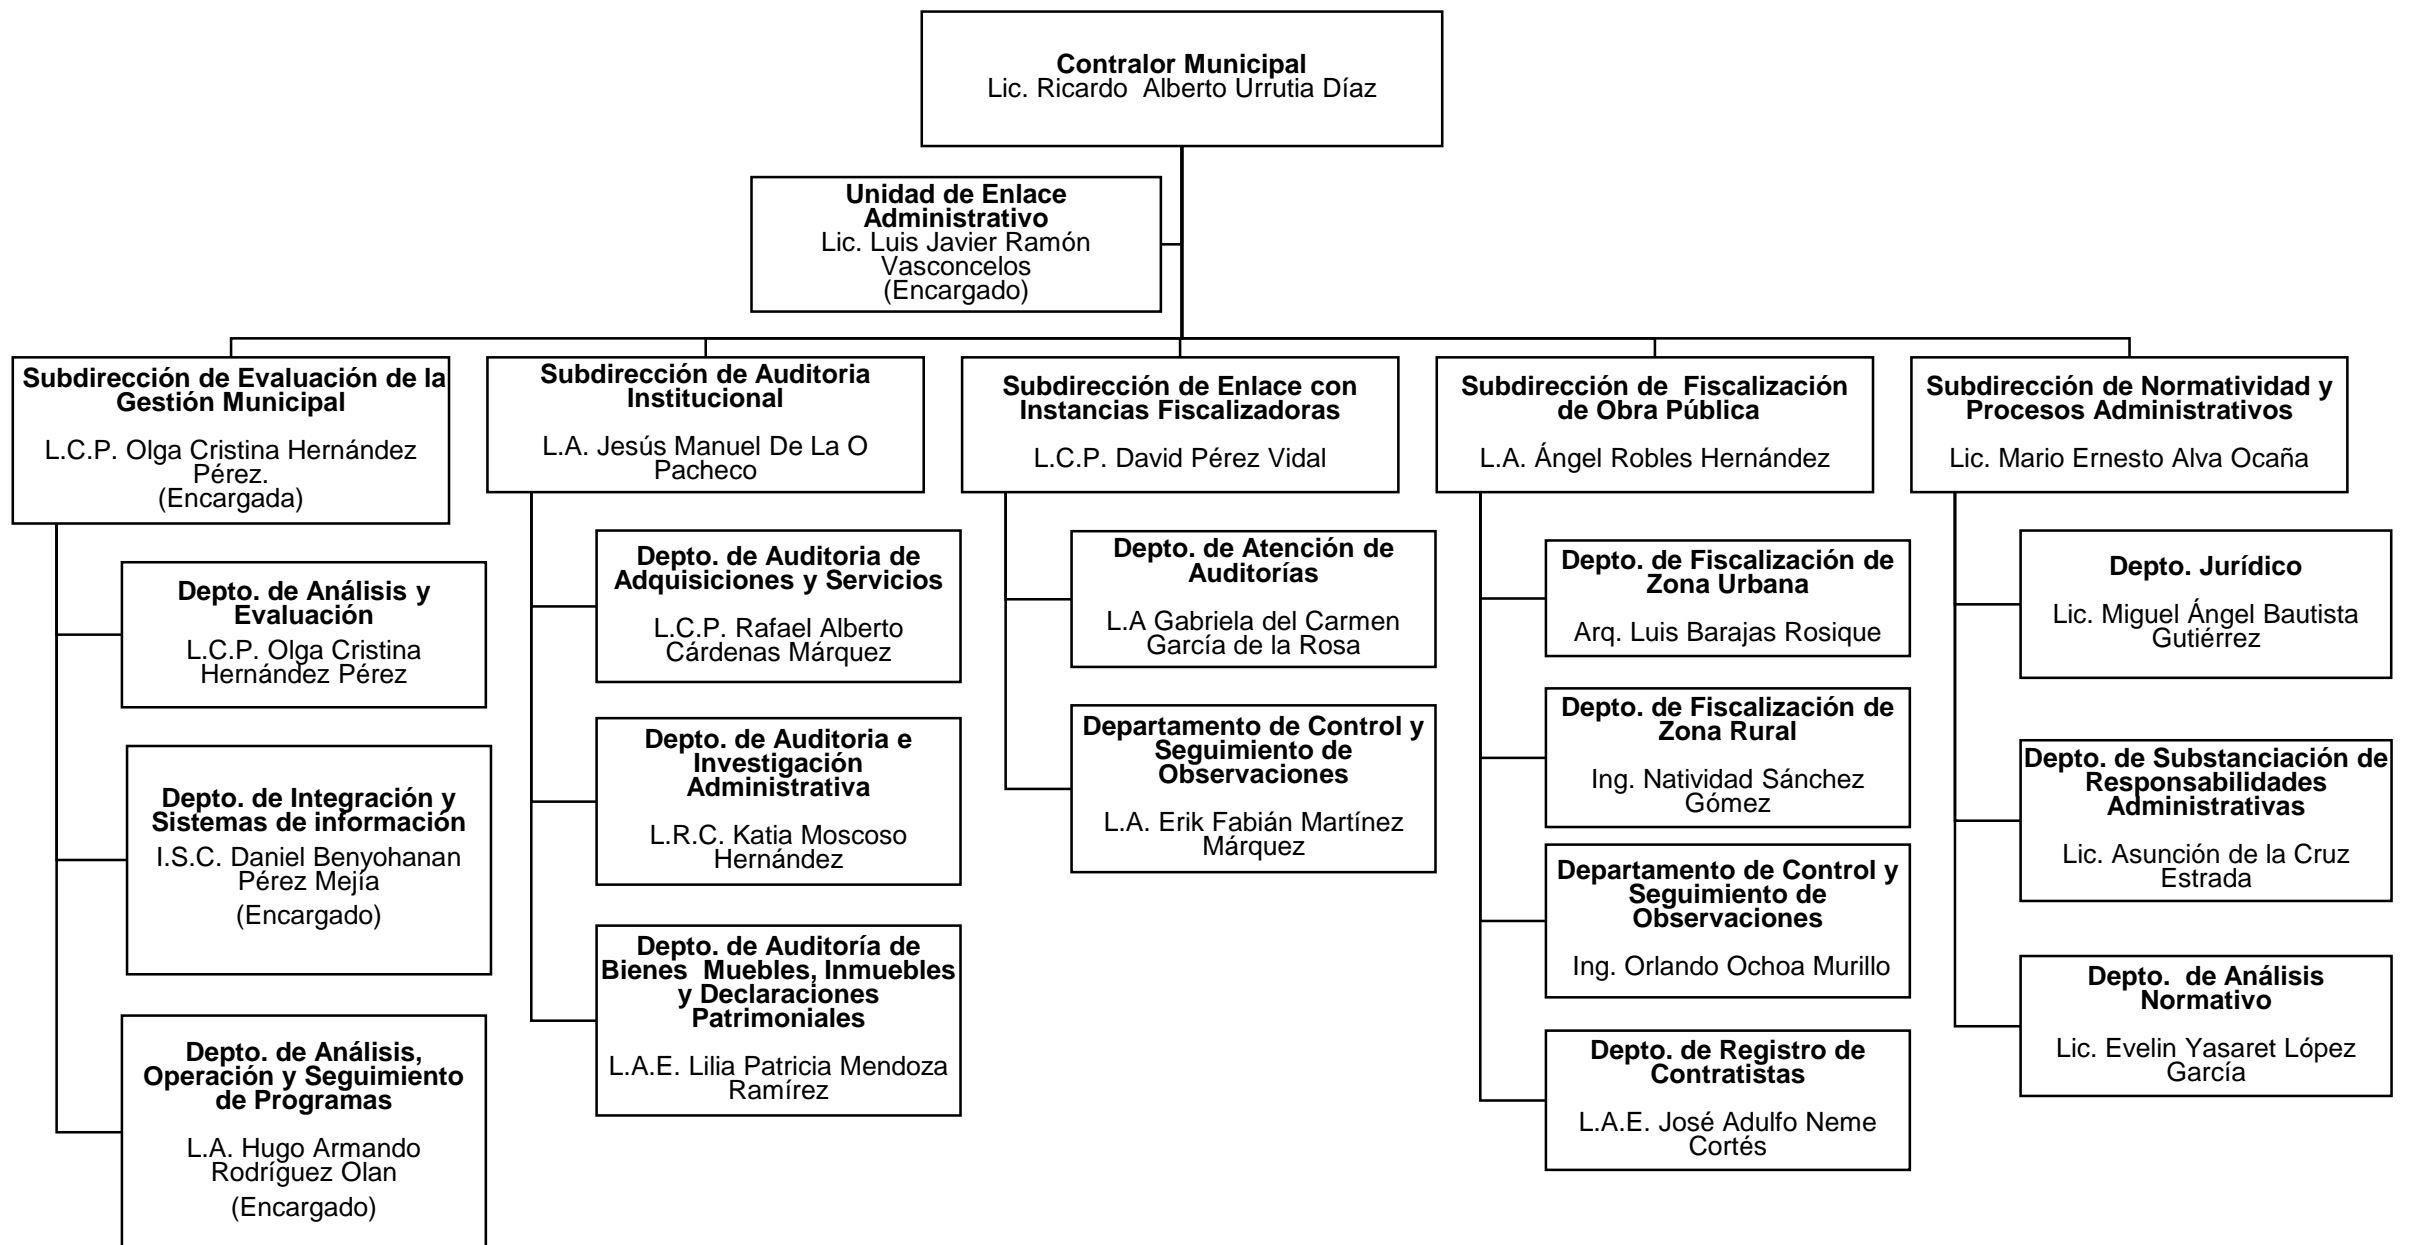 Contralor Municipal
Lic. Ricardo  Alberto Urrutia Díaz
Unidad de Enlace
Administrativo
Lic. Luis Javier Ramón
Vasconcelos
(Encargado)
Subdirección de Evaluación de la
Gestión Municipal
L.C.P. Olga Cristina Hernández
Pérez.
(Encargada)
Depto. de Análisis y
Evaluación
L.C.P. Olga Cristina
Hernández Pérez
Depto. de Integración y
Sistemas de información
I.S.C. Daniel Benyohanan
Pérez Mejía
(Encargado)
Depto. de Análisis,
Operación y Seguimiento
de Programas
L.A. Hugo Armando
Rodríguez Olan
(Encargado)
Subdirección de Auditoria
Institucional
L.A. Jesús Manuel De La O
Pacheco
Depto. de Auditoria de
Adquisiciones y Servicios
L.C.P. Rafael Alberto
Cárdenas Márquez
Depto. de Auditoria e
Investigación
Administrativa
L.R.C. Katia Moscoso
Hernández
Depto. de Auditoría de
Bienes  Muebles, Inmuebles
y Declaraciones
Patrimoniales
L.A.E. Lilia Patricia Mendoza
Ramírez
Subdirección de Enlace con
Instancias Fiscalizadoras
L.C.P. David Pérez Vidal
Depto. de Atención de
Auditorías
L.A Gabriela del Carmen
García de la Rosa
Departamento de Control y
Seguimiento de
Observaciones
L.A. Erik Fabián Martínez
Márquez
Subdirección de  Fiscalización
de Obra Pública
L.A. Ángel Robles Hernández
Depto. de Fiscalización de
Zona Urbana
Arq. Luis Barajas Rosique
Depto. de Fiscalización de
Zona Rural
Ing. Natividad Sánchez
Gómez
Departamento de Control y
Seguimiento de
Observaciones
Ing. Orlando Ochoa Murillo
Depto. de Registro de
Contratistas
L.A.E. José Adulfo Neme
Cortés
Subdirección de Normatividad y
Procesos Administrativos
Lic. Mario Ernesto Alva Ocaña
Depto. Jurídico
Lic. Miguel Ángel Bautista
Gutiérrez
Depto. de Substanciación de
Responsabilidades
Administrativas
Lic. Asunción de la Cruz
Estrada
Depto.  de Análisis
Normativo
Lic. Evelin Yasaret López
García